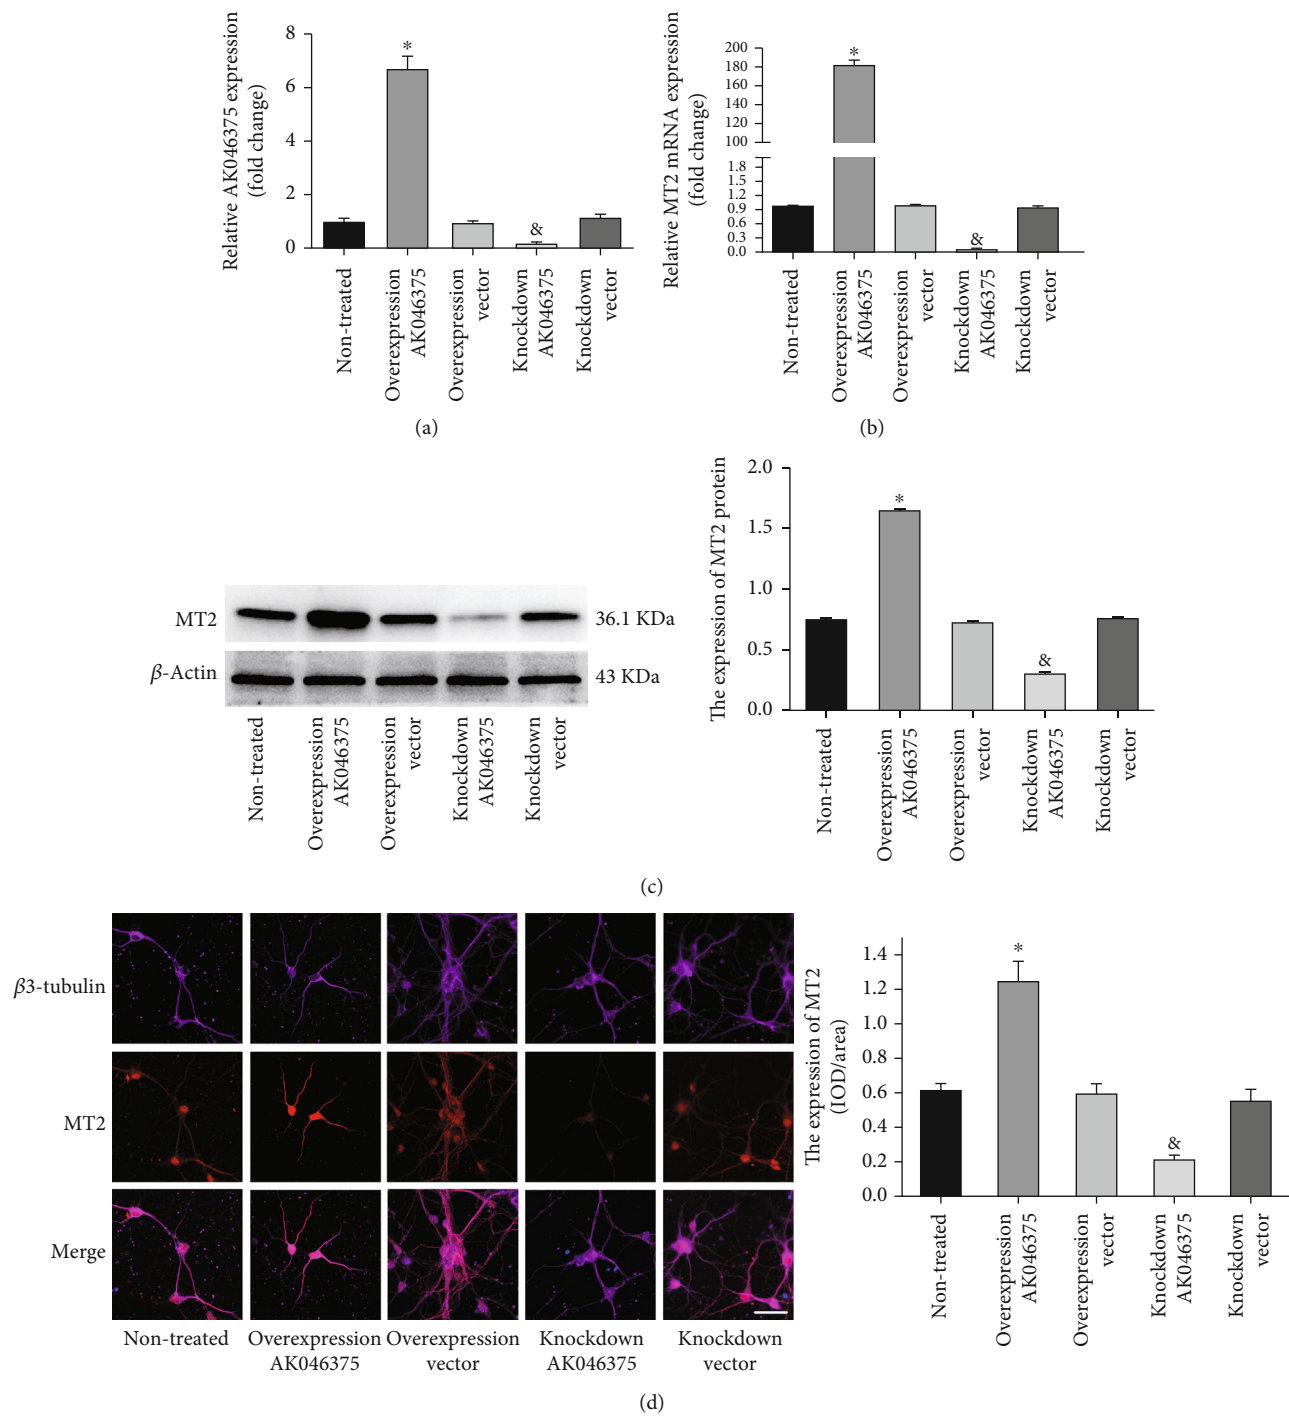 Relative AK046375 expression
(fold change)
8
6
4
2
0
*
&
Non-treated
Overexpression
AK046375
Overexpression
vector
Knockdown
AK046375
Knockdown
vector
(a)
Relative MT2 mRNA expression
(fold change)
200
180
160
140
120
100
1.8
1.5
1.2
0.9
0.6
0.3
0.0
*
&
Non-treated
Overexpression
AK046375
Overexpression
vector
Knockdown
AK046375
Knockdown
vector
(b)
MT2
36.1 KDa
β-Actin
43 KDa
Non-treated
Overexpression
AK046375
Overexpression
vector
Knockdown
AK046375
Knockdown
vector
The expression of MT2 protein
2.0
1.5
1.0
0.5
0.0
*
&
Non-treated
Overexpression
AK046375
Overexpression
vector
Knockdown
AK046375
Knockdown
vector
(c)
β3-tubulin
MT2
Merge
Non-treated
Overexpression
AK046375
Overexpression
vector
Knockdown
AK046375
Knockdown
vector
The expression of MT2
(IOD/area)
1.4
1.2
1.0
0.8
0.6
0.4
0.2
0.0
*
&
Non-treated
Overexpression
AK046375
Overexpression
vector
Knockdown
AK046375
Knockdown
vector
(d)